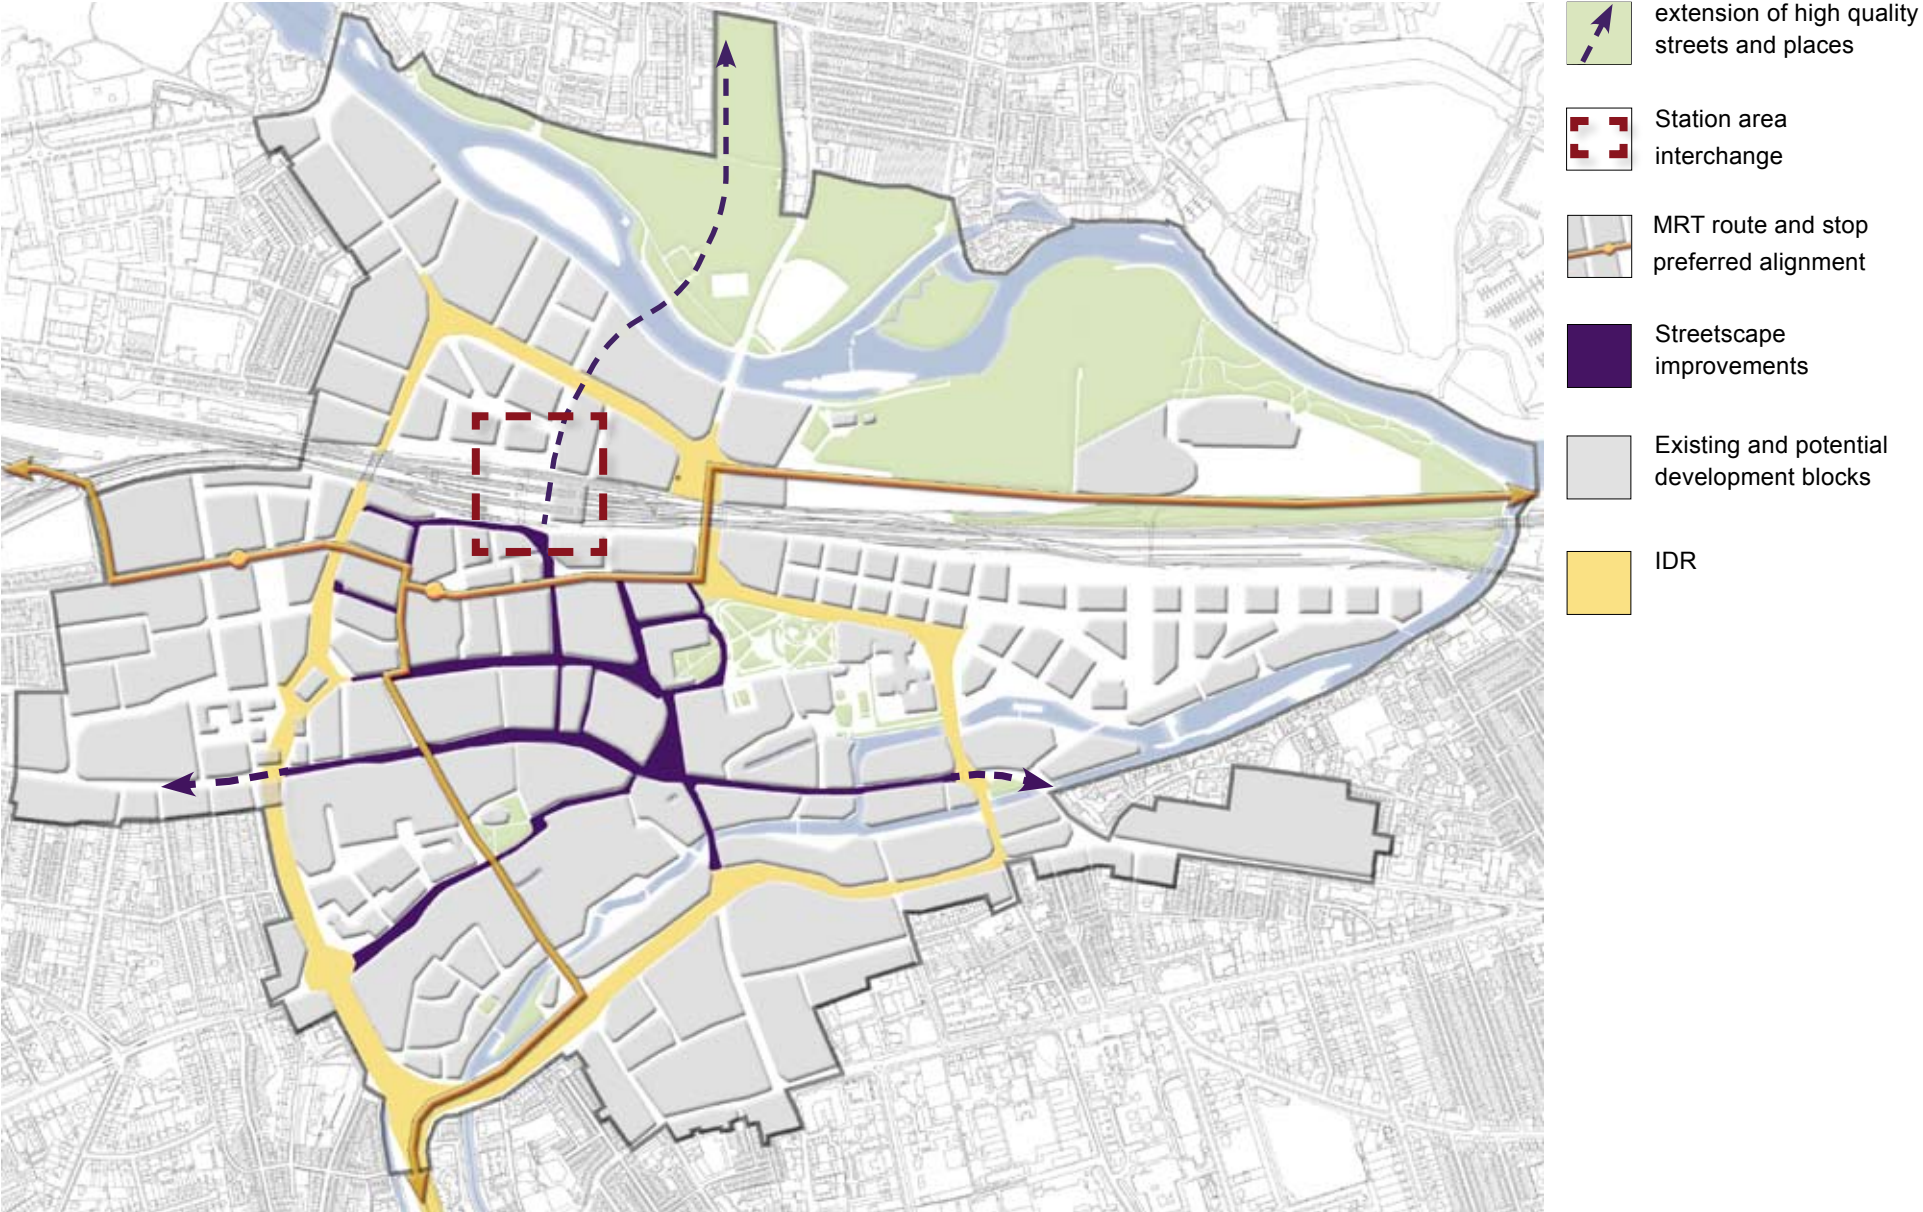 extension of high quality
streets and places
Station area
interchange
MRT route and stop
preferred alignment
Streetscape
improvements
Existing and potential
development blocks
IDR